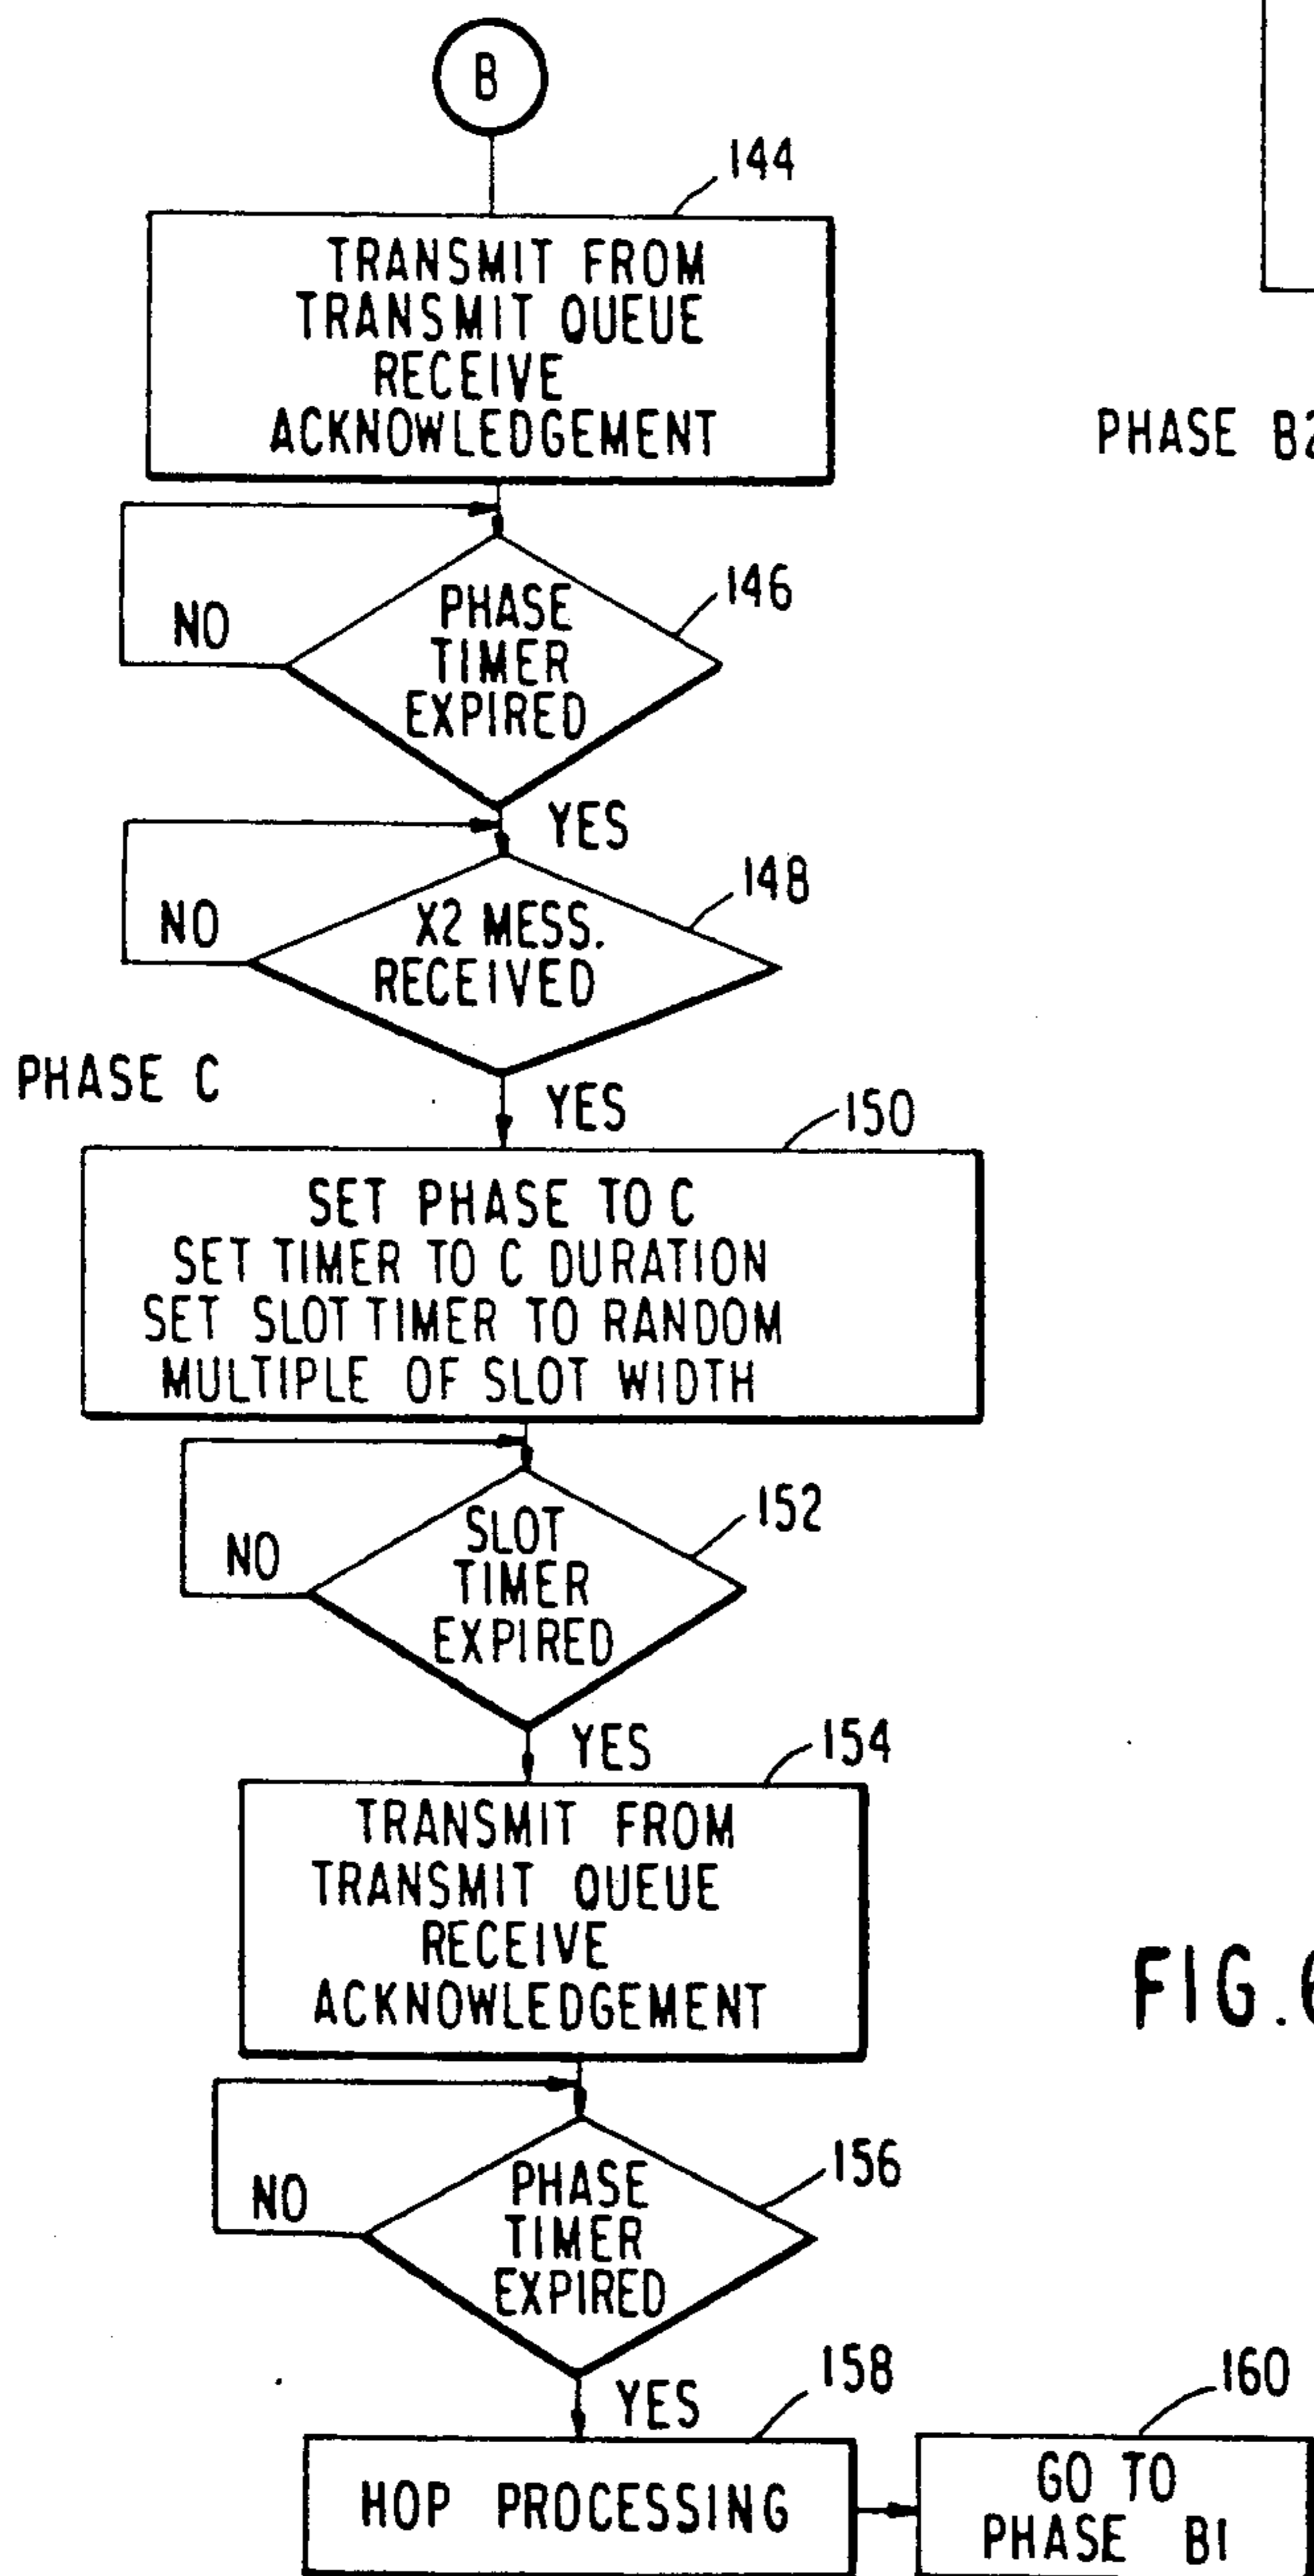 B
144
TRANSMIT FROM
TRANSMIT QUEUE
RECEIVE
ACKNOWLEDGEMENT
PHASE B2
NO
PHASE
TIMER
EXPIRED
146
YES
NO
X2 MESS.
RECEIVED
148
PHASE C
YES
150
SET PHASE TO C
SET TIMER TO C DURATION
SET SLOT TIMER TO RANDOM
MULTIPLE OF SLOT WIDTH
NO
SLOT
TIMER
EXPIRED
152
YES
154
TRANSMIT FROM
TRANSMIT QUEUE
RECEIVE
ACKNOWLEDGEMENT
FIG.6
NO
PHASE
TIMER
EXPIRED
156
YES
158
160
HOP PROCESSING
GO TO
PHASE B1